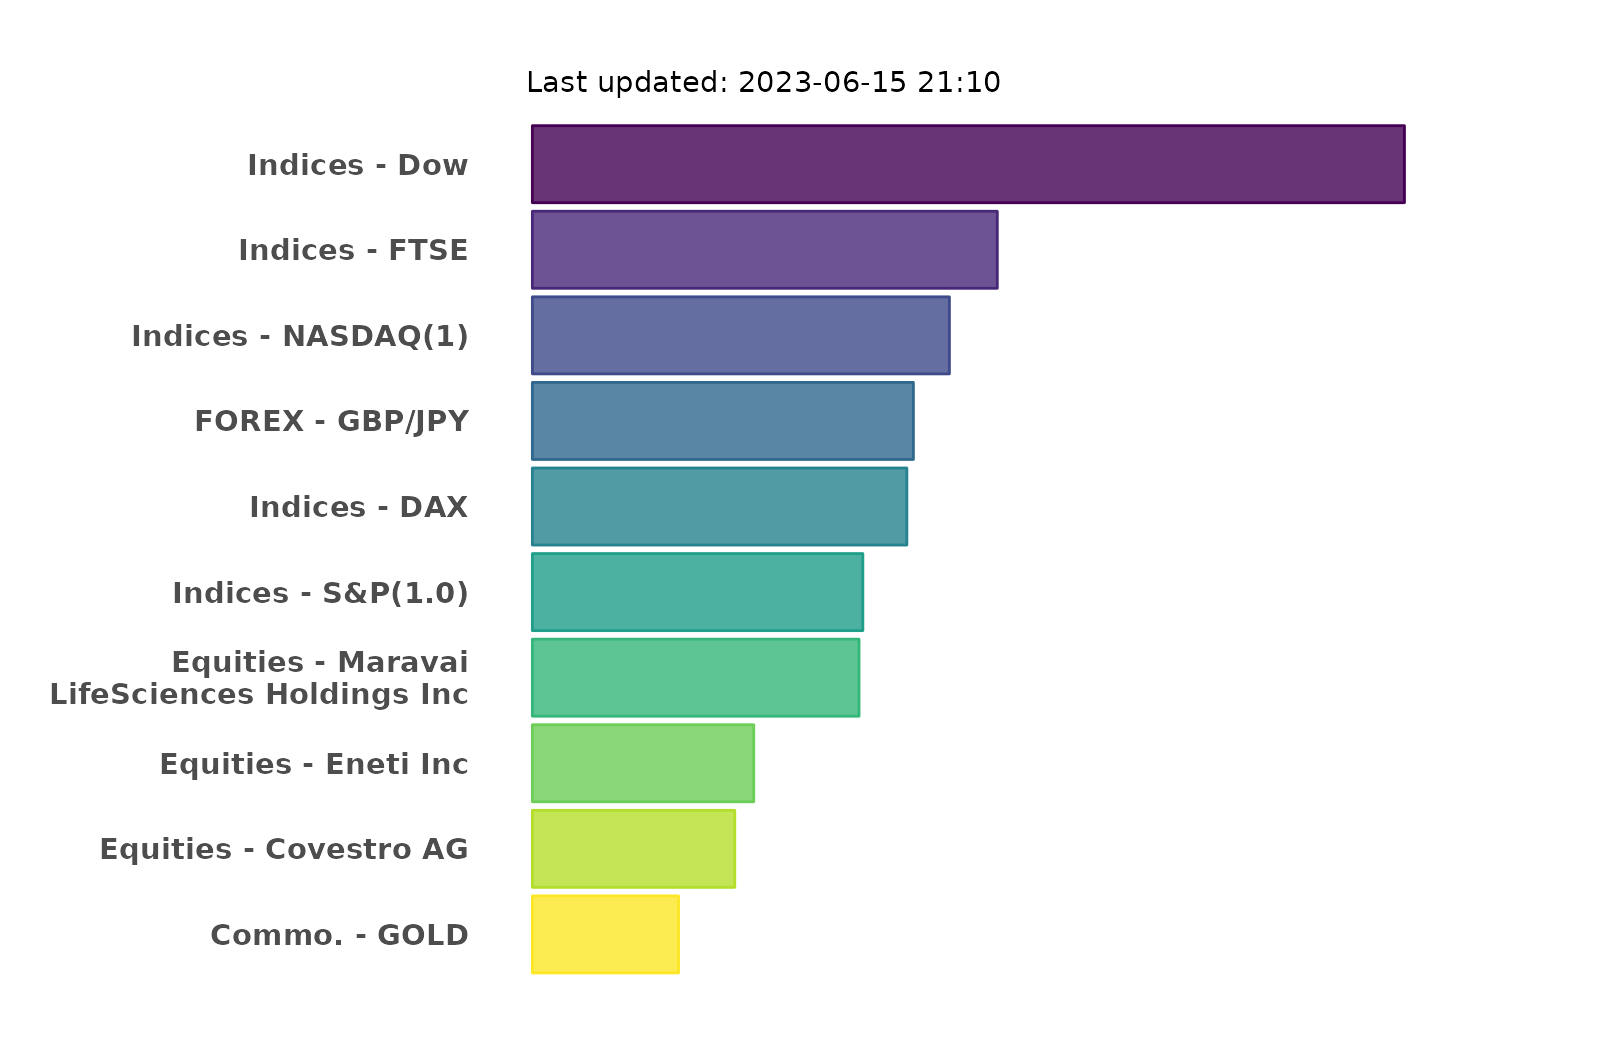 Last updated: 2023-06-15 21:10
Indices - Dow
Indices - FTSE
Indices - NASDAQ(1)
FOREX - GBP/JPY
Indices - DAX
Indices - S&P(1.0)
Equities - Maravai
LifeSciences Holdings Inc
Equities - Eneti Inc
Equities - Covestro AG
Commo. - GOLD